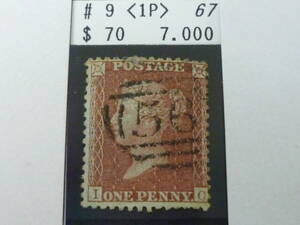 # 9 <1P> 67
$ 70 7.000
POSTAGE
I C
ONE PENNY